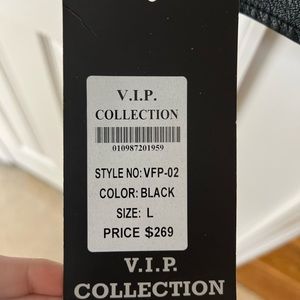 V.I.P.
COLLECTION
010987201959
STYLE NO: VFP-02
COLOR: BLACK
SIZE: L
PRICE $269
V.I.P.
COLLECTION